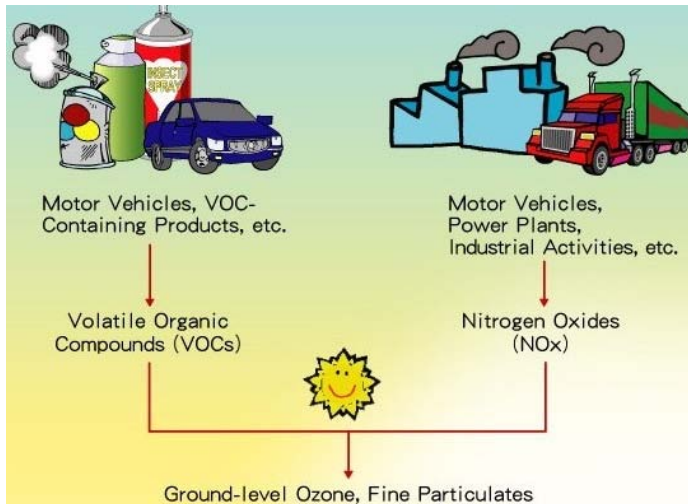 INSECT
SPRAY
Motor Vehicles, VOC-
Containing Products, etc.
Motor Vehicles,
Power Plants,
Industrial Activities, etc.
Volatile Organic
Compounds (VOCs)
Nitrogen Oxides
(NOx)
Ground-level Ozone, Fine Particulates